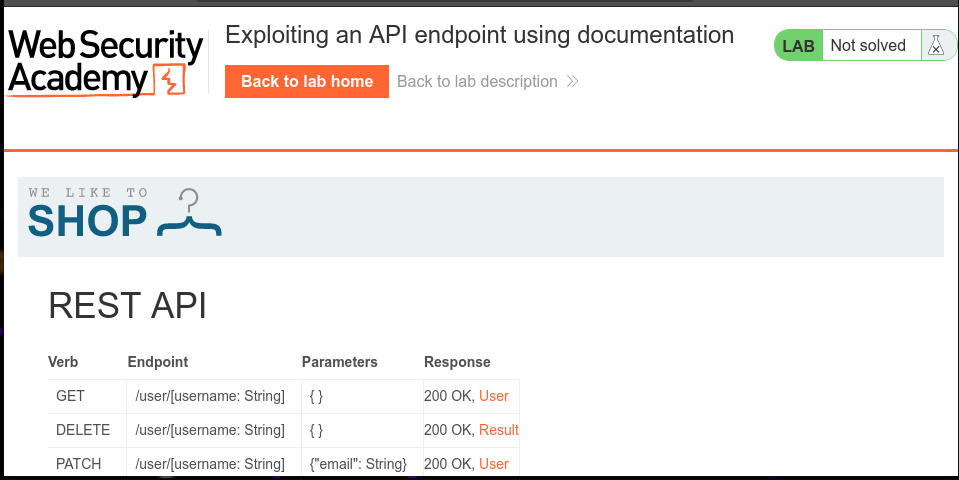 Web Security
Academy
Exploiting an API endpoint using documentation
LAB Not solved
Back to lab home Back to lab description
WE LIKE TO
SHOP
REST API
Verb Endpoint Parameters Response
GET /user/[username: String] { } 200 OK, User
DELETE /user/[username: String] { } 200 OK, Result
PATCH /user/[username: String] {"email": String} 200 OK, User